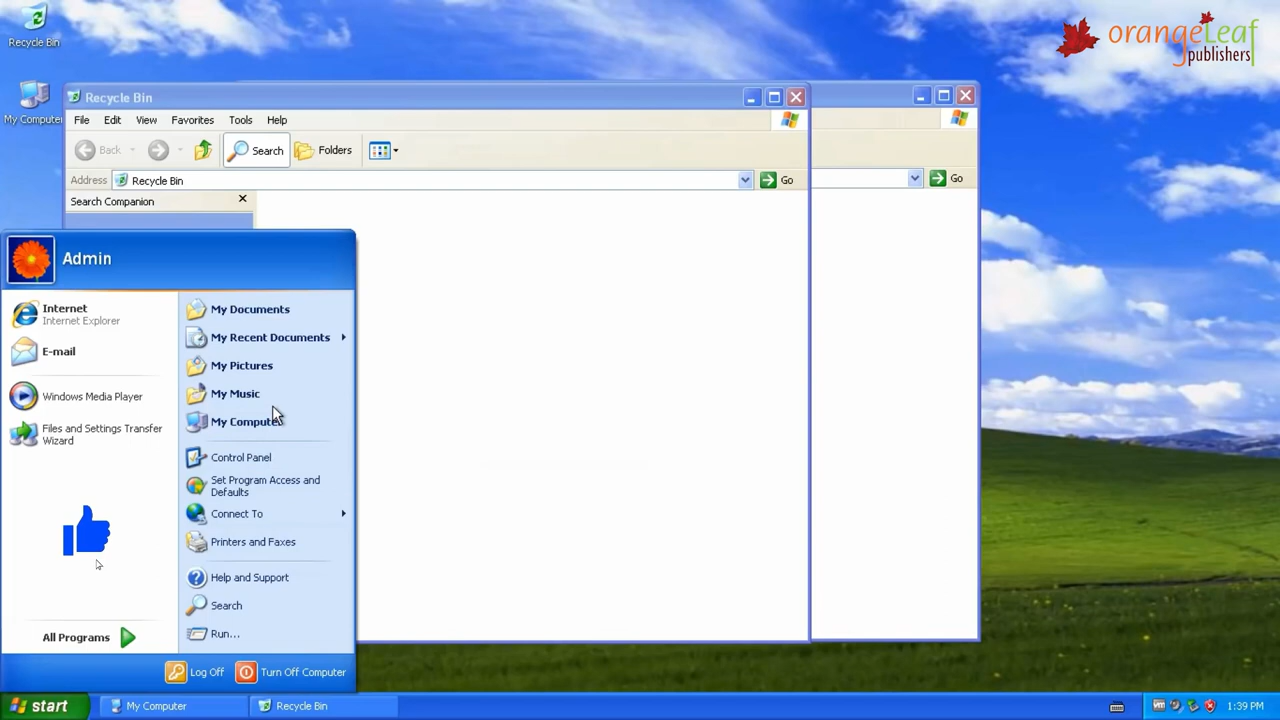 Recycle Bin
orangeLeaf
publishers
My Computer
Recycle Bin
File Edit View Favorites Tools Help
Back Search Folders
Address Recycle Bin Go
Go
Search Companion
Admin
Internet
Internet Explorer
E-mail
Windows Media Player
Files and Settings Transfer
Wizard
All Programs
My Documents
My Recent Documents
My Pictures
My Music
My Computer
Control Panel
Set Program Access and
Defaults
Connect To
Printers and Faxes
Help and Support
Search
Run...
Log Off Turn Off Computer
start My Computer Recycle Bin 1:39 PM